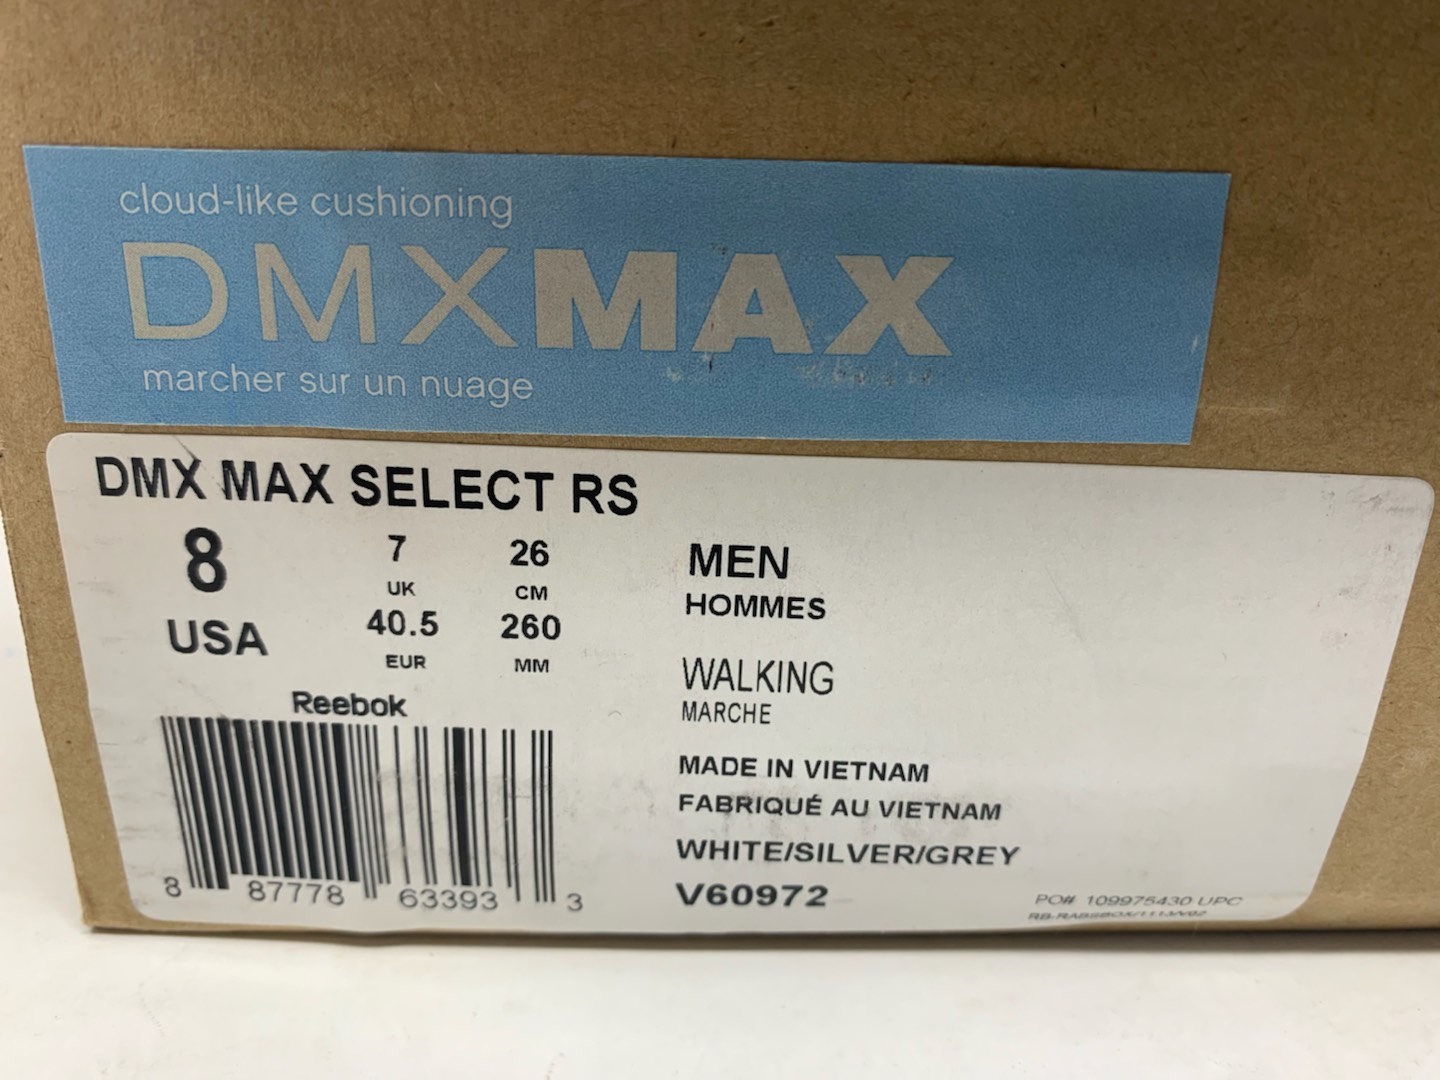 cloud-like cushioning
DMXMAX
marcher sur un nuage
DMX MAX SELECT RS
8 7 26
UK CM
USA 40.5 260
EUR MM
MEN
HOMMES
WALKING
MARCHE
Reebok
8 87778 63393 3
MADE IN VIETNAM
FABRIQUÉ AU VIETNAM
WHITE/SILVER/GREY
V60972
PO# 109975430 UPC